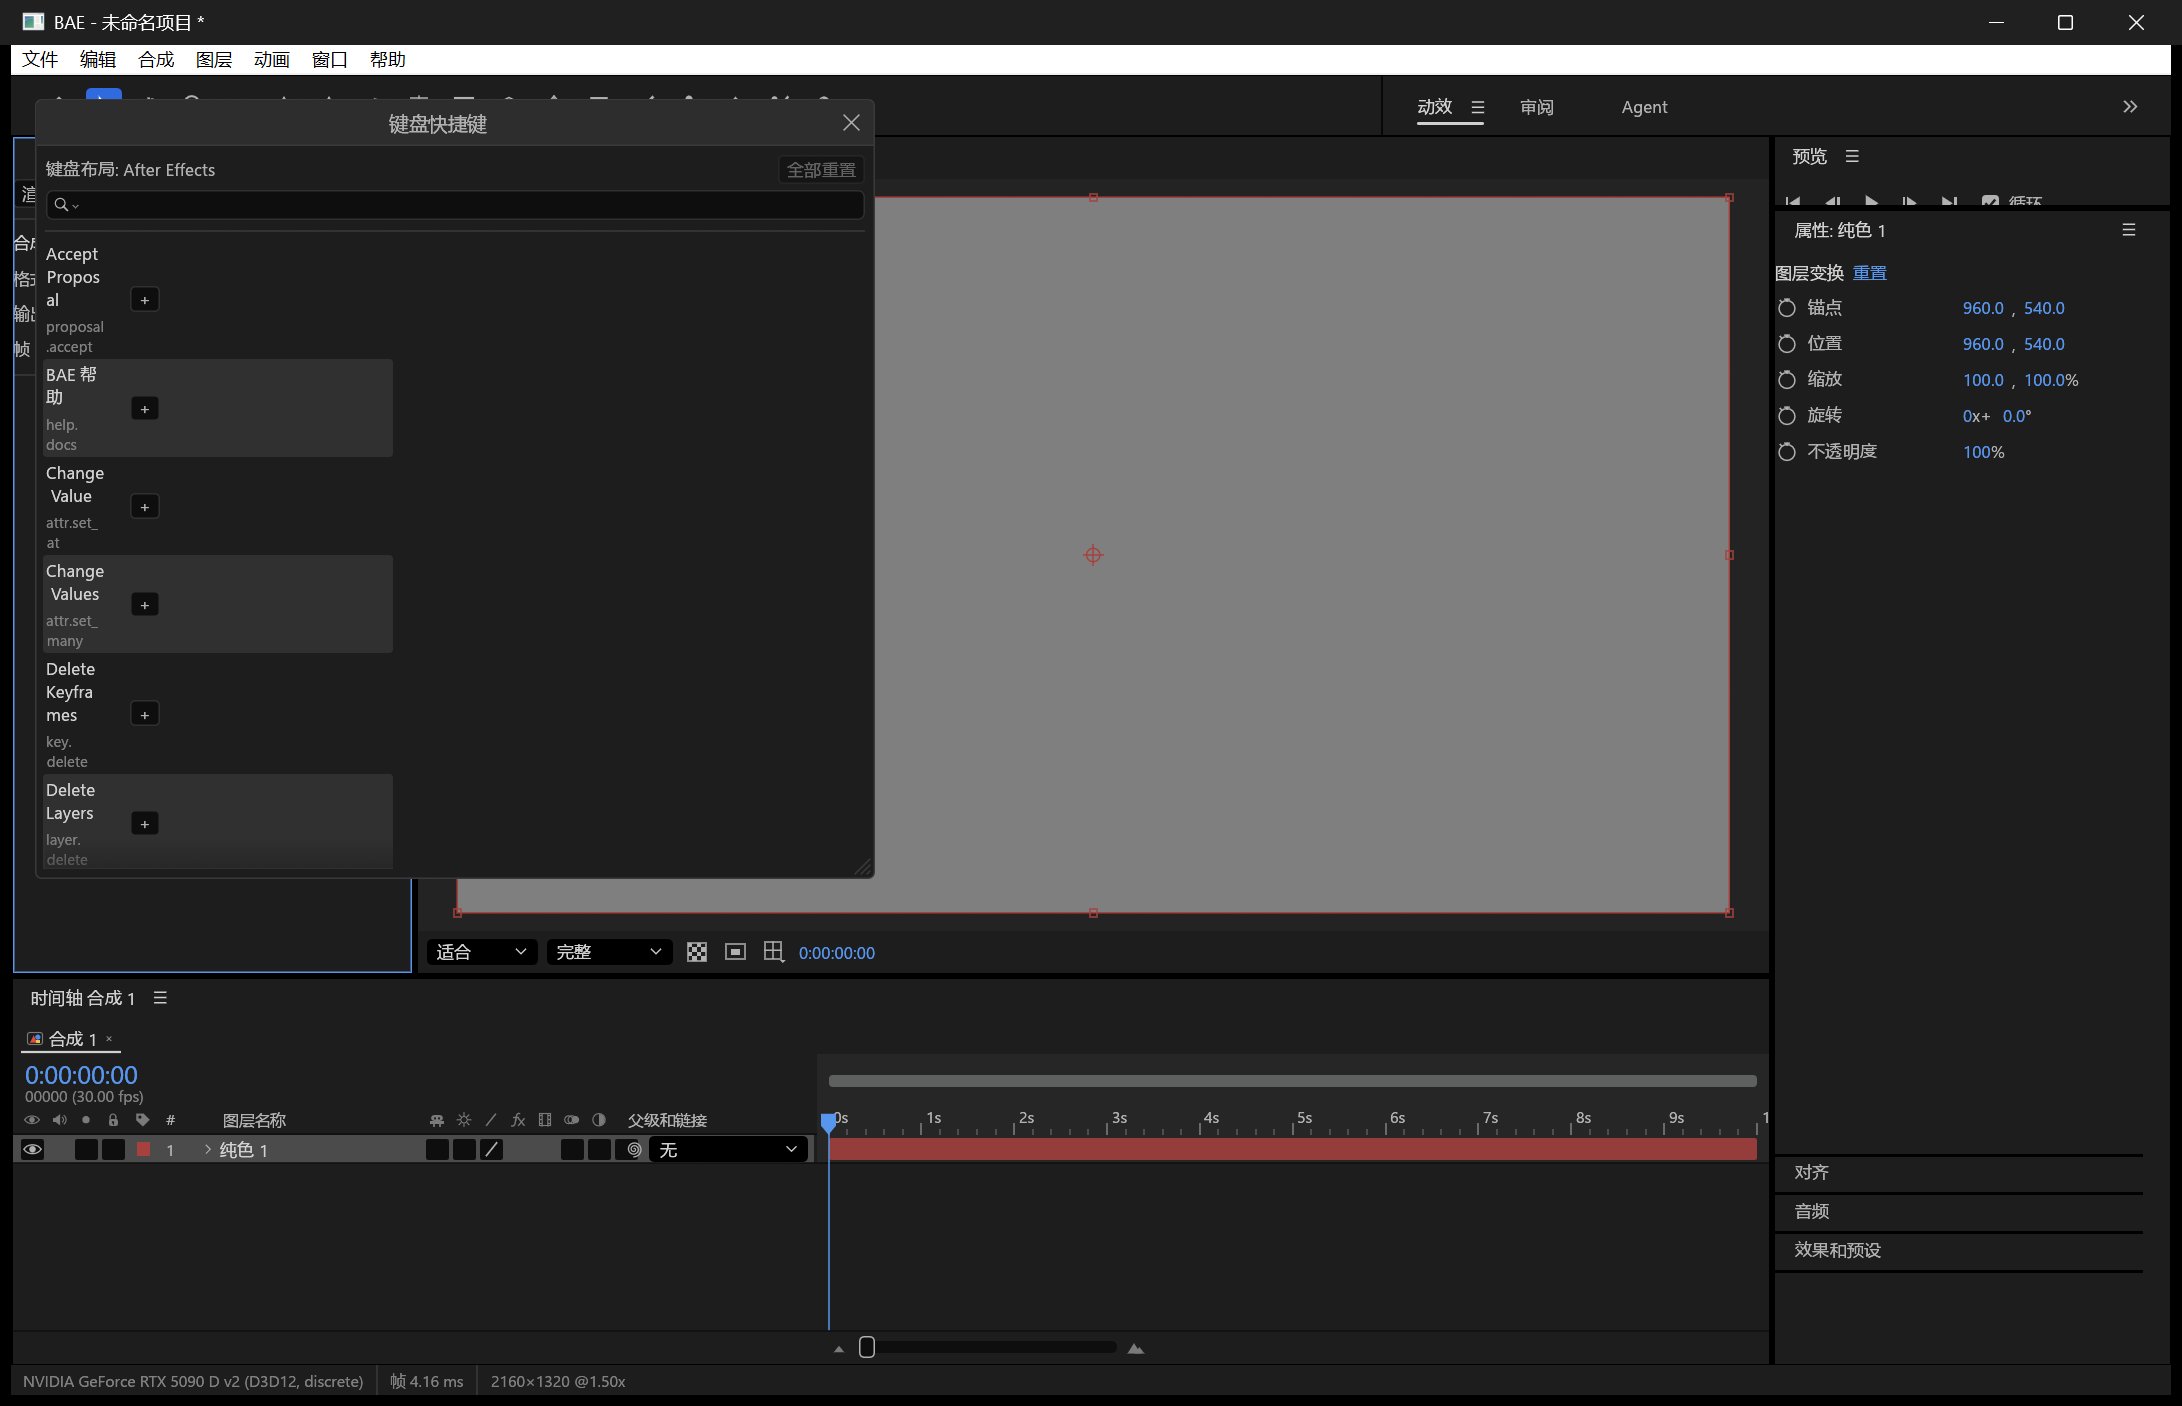 BAE - 未命名项目 *
文件 编辑 合成 图层 动画 窗口 帮助
动效 审阅 Agent
键盘快捷键
键盘布局: After Effects 全部重置
Accept
Propos
al
+
proposal
.accept
BAE 帮
助
+
help.
docs
Change
Value
+
attr.set_
at
Change
Values
+
attr.set_
many
Delete
Keyfra
mes
+
key.
delete
Delete
Layers
+
layer.
delete
格式
帧
适合 完整 0:00:00:00
预览
循环
属性: 纯色 1
图层变换 重置
锚点 960.0 , 540.0
位置 960.0 , 540.0
缩放 100.0 , 100.0%
旋转 0x+ 0.0°
不透明度 100%
对齐
音频
效果和预设
时间轴 合成 1
合成 1 ×
0:00:00:00
00000 (30.00 fps)
# 图层名称 fx 父级和链接
0s 1s 2s 3s 4s 5s 6s 7s 8s 9s 1
1 纯色 1 无
NVIDIA GeForce RTX 5090 D v2 (D3D12, discrete) 帧 4.16 ms 2160×1320 @1.50x